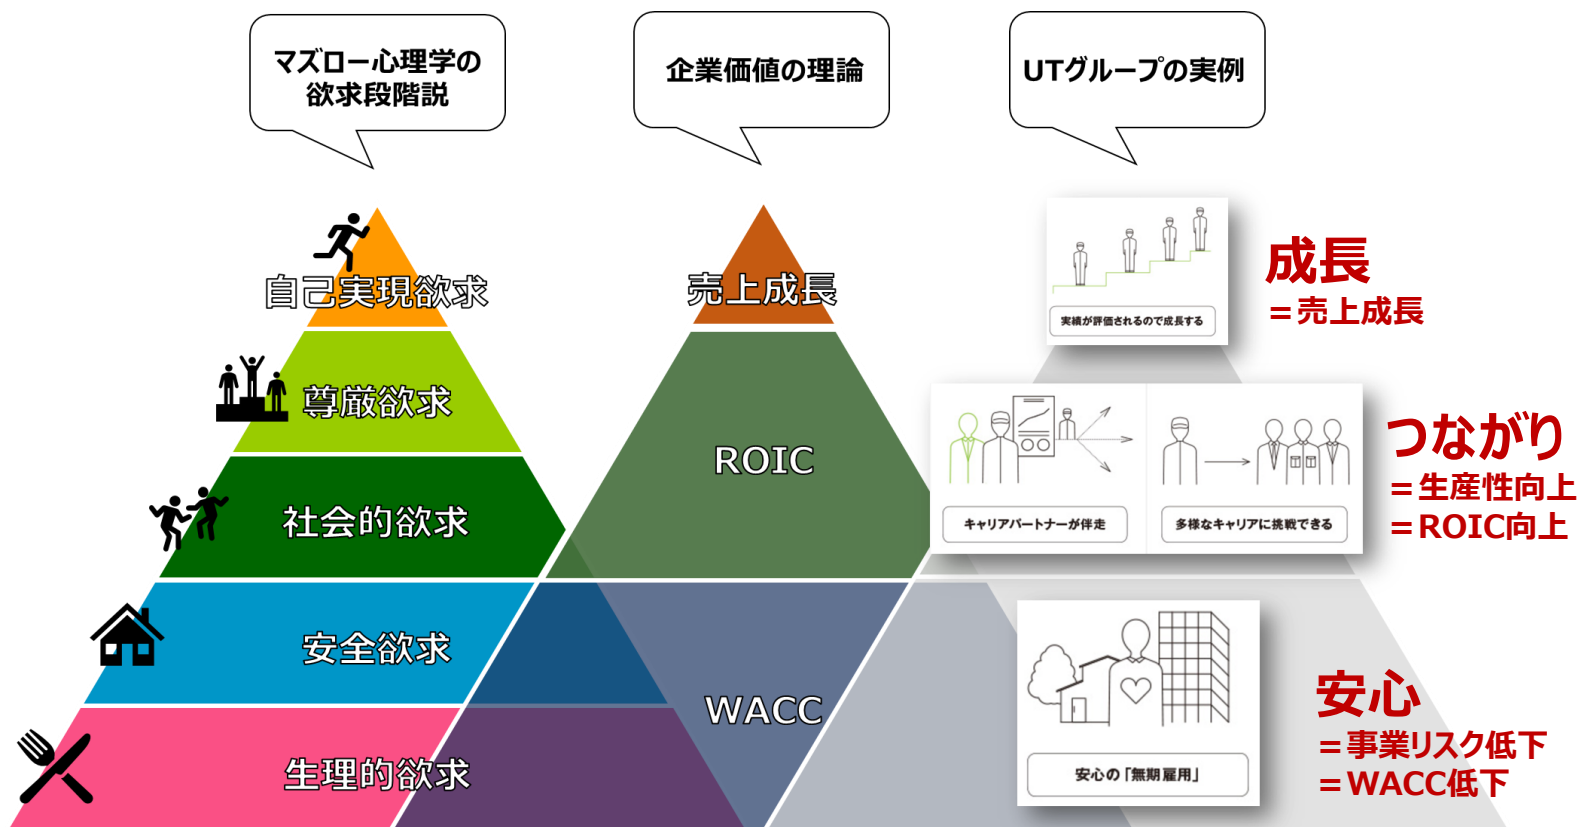 マズロー心理学の
欲求段階説
企業価値の理論
UTグループの実例
自己実現欲求
尊厳欲求
社会的欲求
安全欲求
生理的欲求
売上成長
ROIC
WACC
実績が評価されるので成長する
成長
＝売上成長
キャリアパートナーが伴走
多様なキャリアに挑戦できる
つながり
＝生産性向上
＝ROIC向上
安心の「無期雇用」
安心
＝事業リスク低下
＝WACC低下